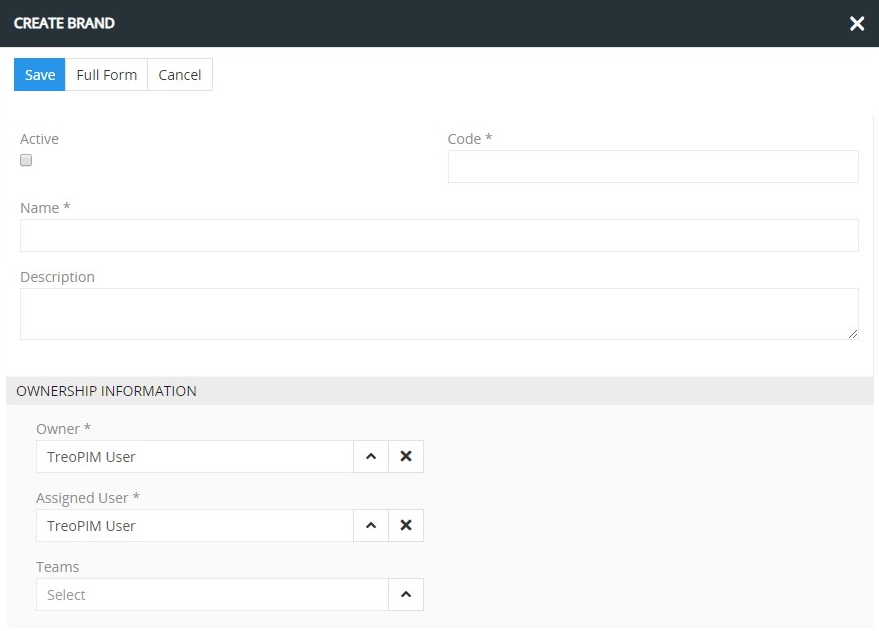 CREATE BRAND
Save Full Form Cancel
Active Code *
Name *
Description
OWNERSHIP INFORMATION
Owner *
TreoPIM User
Assigned User *
TreoPIM User
Teams
Select